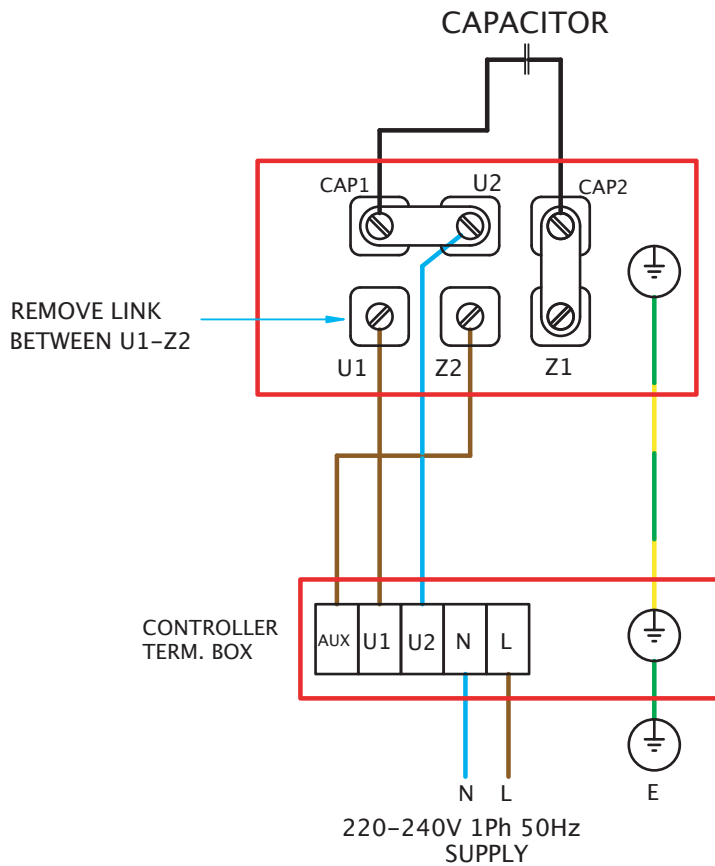 CAPACITOR
CAP1
U2
CAP2
REMOVE LINK
BETWEEN U1-Z2
U1
Z2
Z1
CONTROLLER
TERM. BOX
AUX
U1
U2
N
L
N
L
E
220-240V 1Ph 50Hz
SUPPLY